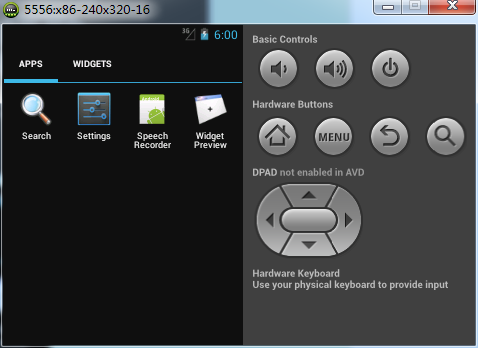 5556:x86-240x320-16
3G 6:00
APPS WIDGETS
Search Settings Speech Recorder Widget Preview
Basic Controls
Hardware Buttons
MENU
DPAD not enabled in AVD
Hardware Keyboard
Use your physical keyboard to provide input